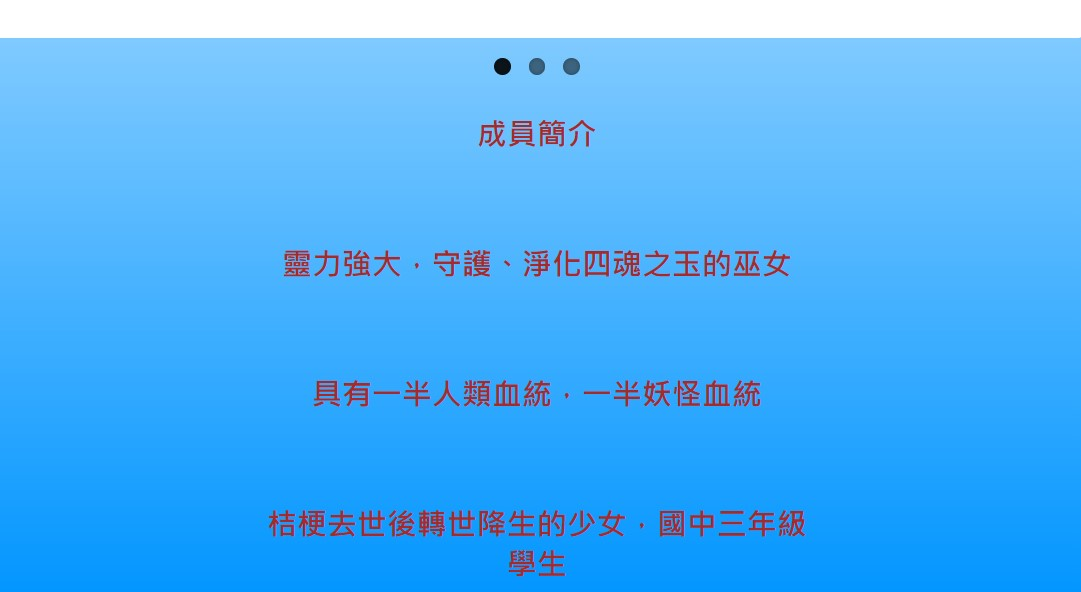 成員簡介
靈力強大，守護、淨化四魂之玉的巫女
具有一半人類血統，一半妖怪血統
桔梗去世後轉世降生的少女，國中三年級
學生